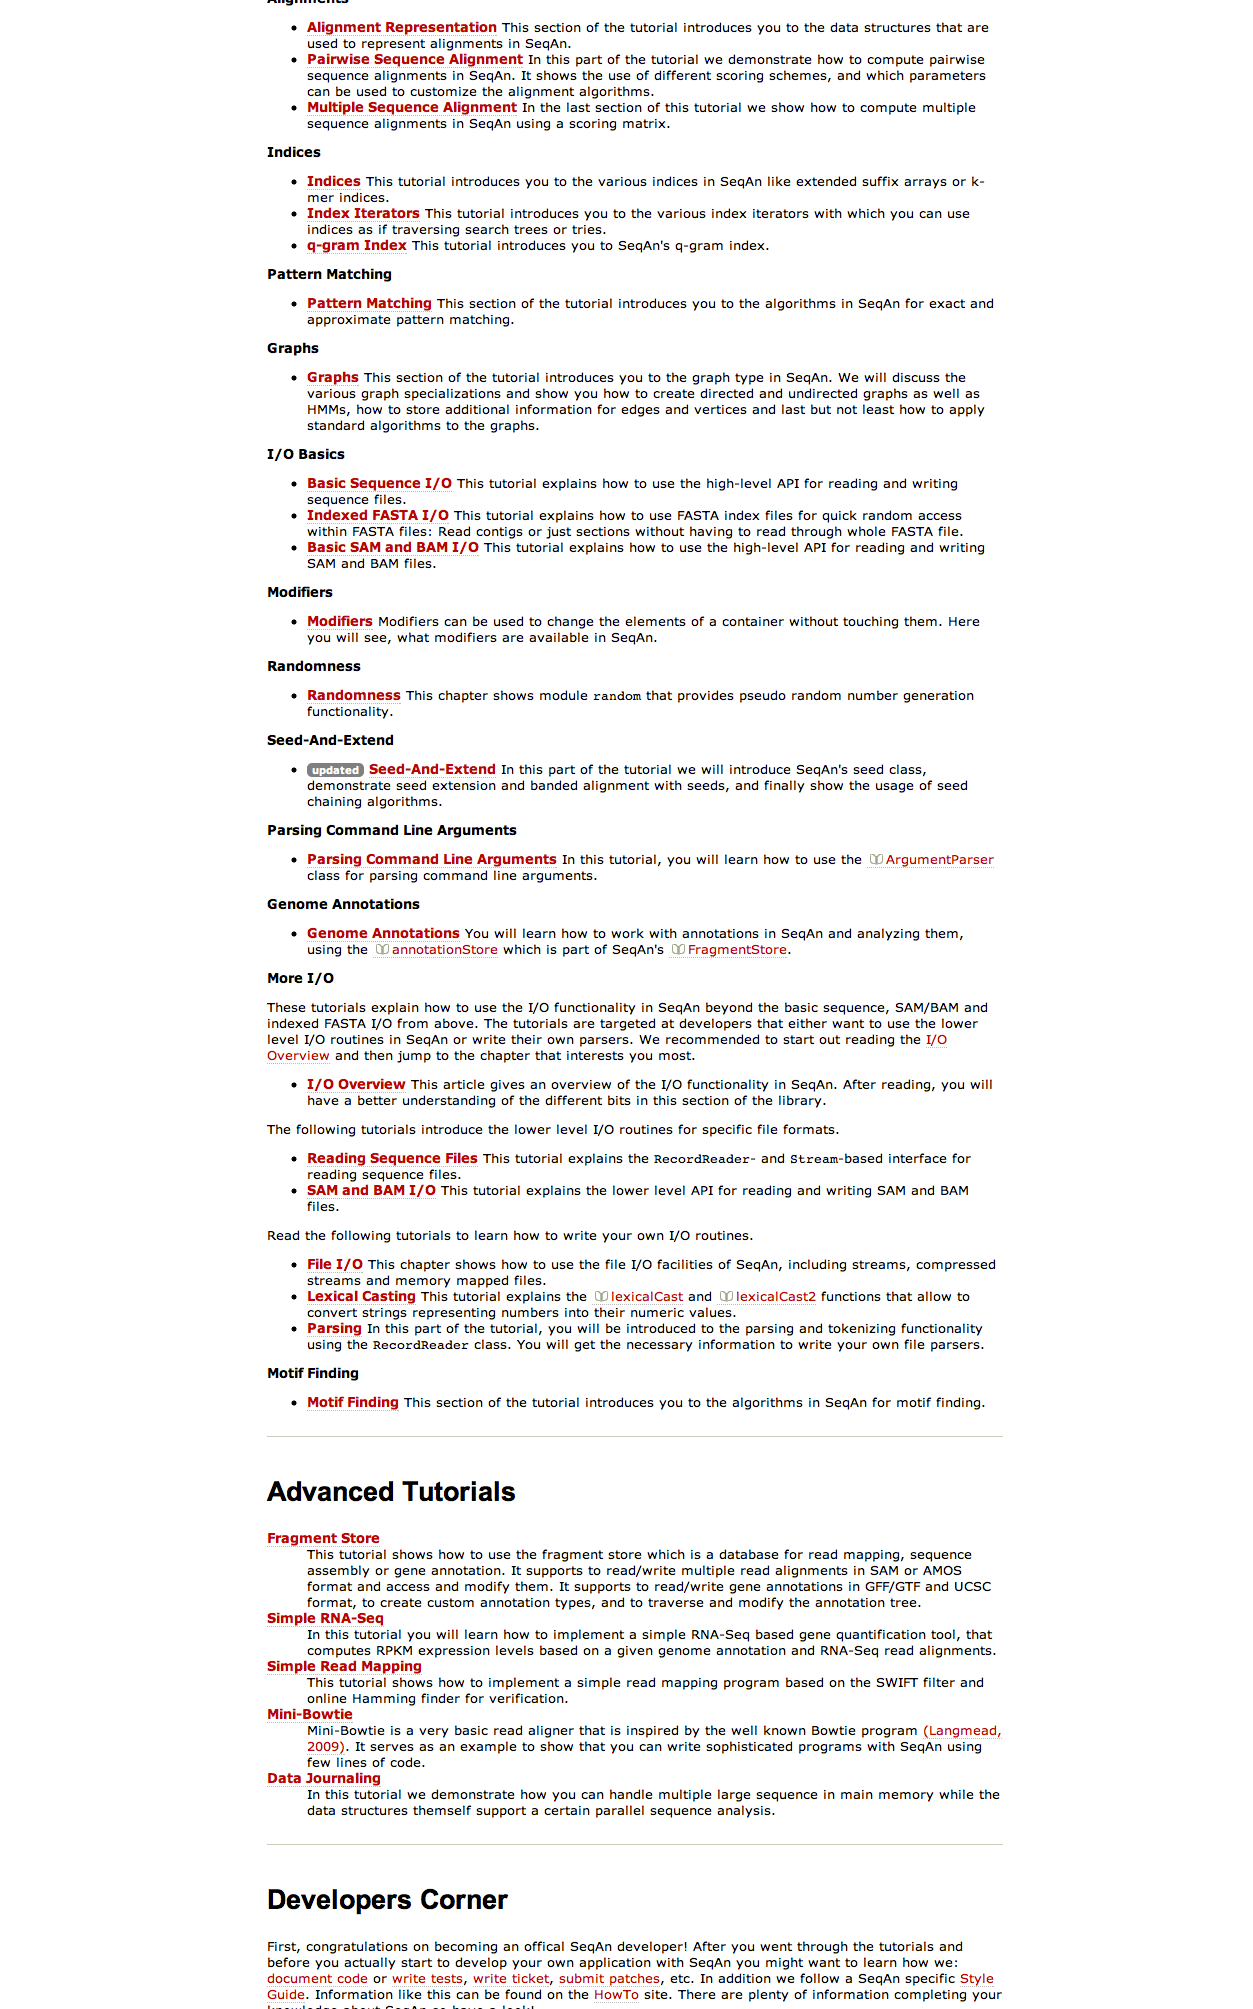 Alignments
• Alignment Representation This section of the tutorial introduces you to the data structures that are
used to represent alignments in SeqAn.
• Pairwise Sequence Alignment In this part of the tutorial we demonstrate how to compute pairwise
sequence alignments in SeqAn. It shows the use of different scoring schemes, and which parameters
can be used to customize the alignment algorithms.
• Multiple Sequence Alignment In the last section of this tutorial we show how to compute multiple
sequence alignments in SeqAn using a scoring matrix.
Indices
• Indices This tutorial introduces you to the various indices in SeqAn like extended suffix arrays or k-
mer indices.
• Index Iterators This tutorial introduces you to the various index iterators with which you can use
indices as if traversing search trees or tries.
• q-gram Index This tutorial introduces you to SeqAn's q-gram index.
Pattern Matching
• Pattern Matching This section of the tutorial introduces you to the algorithms in SeqAn for exact and
approximate pattern matching.
Graphs
• Graphs This section of the tutorial introduces you to the graph type in SeqAn. We will discuss the
various graph specializations and show you how to create directed and undirected graphs as well as
HMMs, how to store additional information for edges and vertices and last but not least how to apply
standard algorithms to the graphs.
I/O Basics
• Basic Sequence I/O This tutorial explains how to use the high-level API for reading and writing
sequence files.
• Indexed FASTA I/O This tutorial explains how to use FASTA index files for quick random access
within FASTA files: Read contigs or just sections without having to read through whole FASTA file.
• Basic SAM and BAM I/O This tutorial explains how to use the high-level API for reading and writing
SAM and BAM files.
Modifiers
• Modifiers Modifiers can be used to change the elements of a container without touching them. Here
you will see, what modifiers are available in SeqAn.
Randomness
• Randomness This chapter shows module random that provides pseudo random number generation
functionality.
Seed-And-Extend
• updated Seed-And-Extend In this part of the tutorial we will introduce SeqAn's seed class,
demonstrate seed extension and banded alignment with seeds, and finally show the usage of seed
chaining algorithms.
Parsing Command Line Arguments
• Parsing Command Line Arguments In this tutorial, you will learn how to use the ArgumentParser
class for parsing command line arguments.
Genome Annotations
• Genome Annotations You will learn how to work with annotations in SeqAn and analyzing them,
using the annotationStore which is part of SeqAn's FragmentStore.
More I/O
These tutorials explain how to use the I/O functionality in SeqAn beyond the basic sequence, SAM/BAM and
indexed FASTA I/O from above. The tutorials are targeted at developers that either want to use the lower
level I/O routines in SeqAn or write their own parsers. We recommended to start out reading the I/O
Overview and then jump to the chapter that interests you most.
• I/O Overview This article gives an overview of the I/O functionality in SeqAn. After reading, you will
have a better understanding of the different bits in this section of the library.
The following tutorials introduce the lower level I/O routines for specific file formats.
• Reading Sequence Files This tutorial explains the RecordReader- and Stream-based interface for
reading sequence files.
• SAM and BAM I/O This tutorial explains the lower level API for reading and writing SAM and BAM
files.
Read the following tutorials to learn how to write your own I/O routines.
• File I/O This chapter shows how to use the file I/O facilities of SeqAn, including streams, compressed
streams and memory mapped files.
• Lexical Casting This tutorial explains the lexicalCast and lexicalCast2 functions that allow to
convert strings representing numbers into their numeric values.
• Parsing In this part of the tutorial, you will be introduced to the parsing and tokenizing functionality
using the RecordReader class. You will get the necessary information to write your own file parsers.
Motif Finding
• Motif Finding This section of the tutorial introduces you to the algorithms in SeqAn for motif finding.
Advanced Tutorials
Fragment Store
This tutorial shows how to use the fragment store which is a database for read mapping, sequence
assembly or gene annotation. It supports to read/write multiple read alignments in SAM or AMOS
format and access and modify them. It supports to read/write gene annotations in GFF/GTF and UCSC
format, to create custom annotation types, and to traverse and modify the annotation tree.
Simple RNA-Seq
In this tutorial you will learn how to implement a simple RNA-Seq based gene quantification tool, that
computes RPKM expression levels based on a given genome annotation and RNA-Seq read alignments.
Simple Read Mapping
This tutorial shows how to implement a simple read mapping program based on the SWIFT filter and
online Hamming finder for verification.
Mini-Bowtie
Mini-Bowtie is a very basic read aligner that is inspired by the well known Bowtie program (Langmead,
2009). It serves as an example to show that you can write sophisticated programs with SeqAn using
few lines of code.
Data Journaling
In this tutorial we demonstrate how you can handle multiple large sequence in main memory while the
data structures themself support a certain parallel sequence analysis.
Developers Corner
First, congratulations on becoming an offical SeqAn developer! After you went through the tutorials and
before you actually start to develop your own application with SeqAn you might want to learn how we:
document code or write tests, write ticket, submit patches, etc. In addition we follow a SeqAn specific Style
Guide. Information like this can be found on the HowTo site. There are plenty of information completing your
knowledge about SeqAn so have a look!